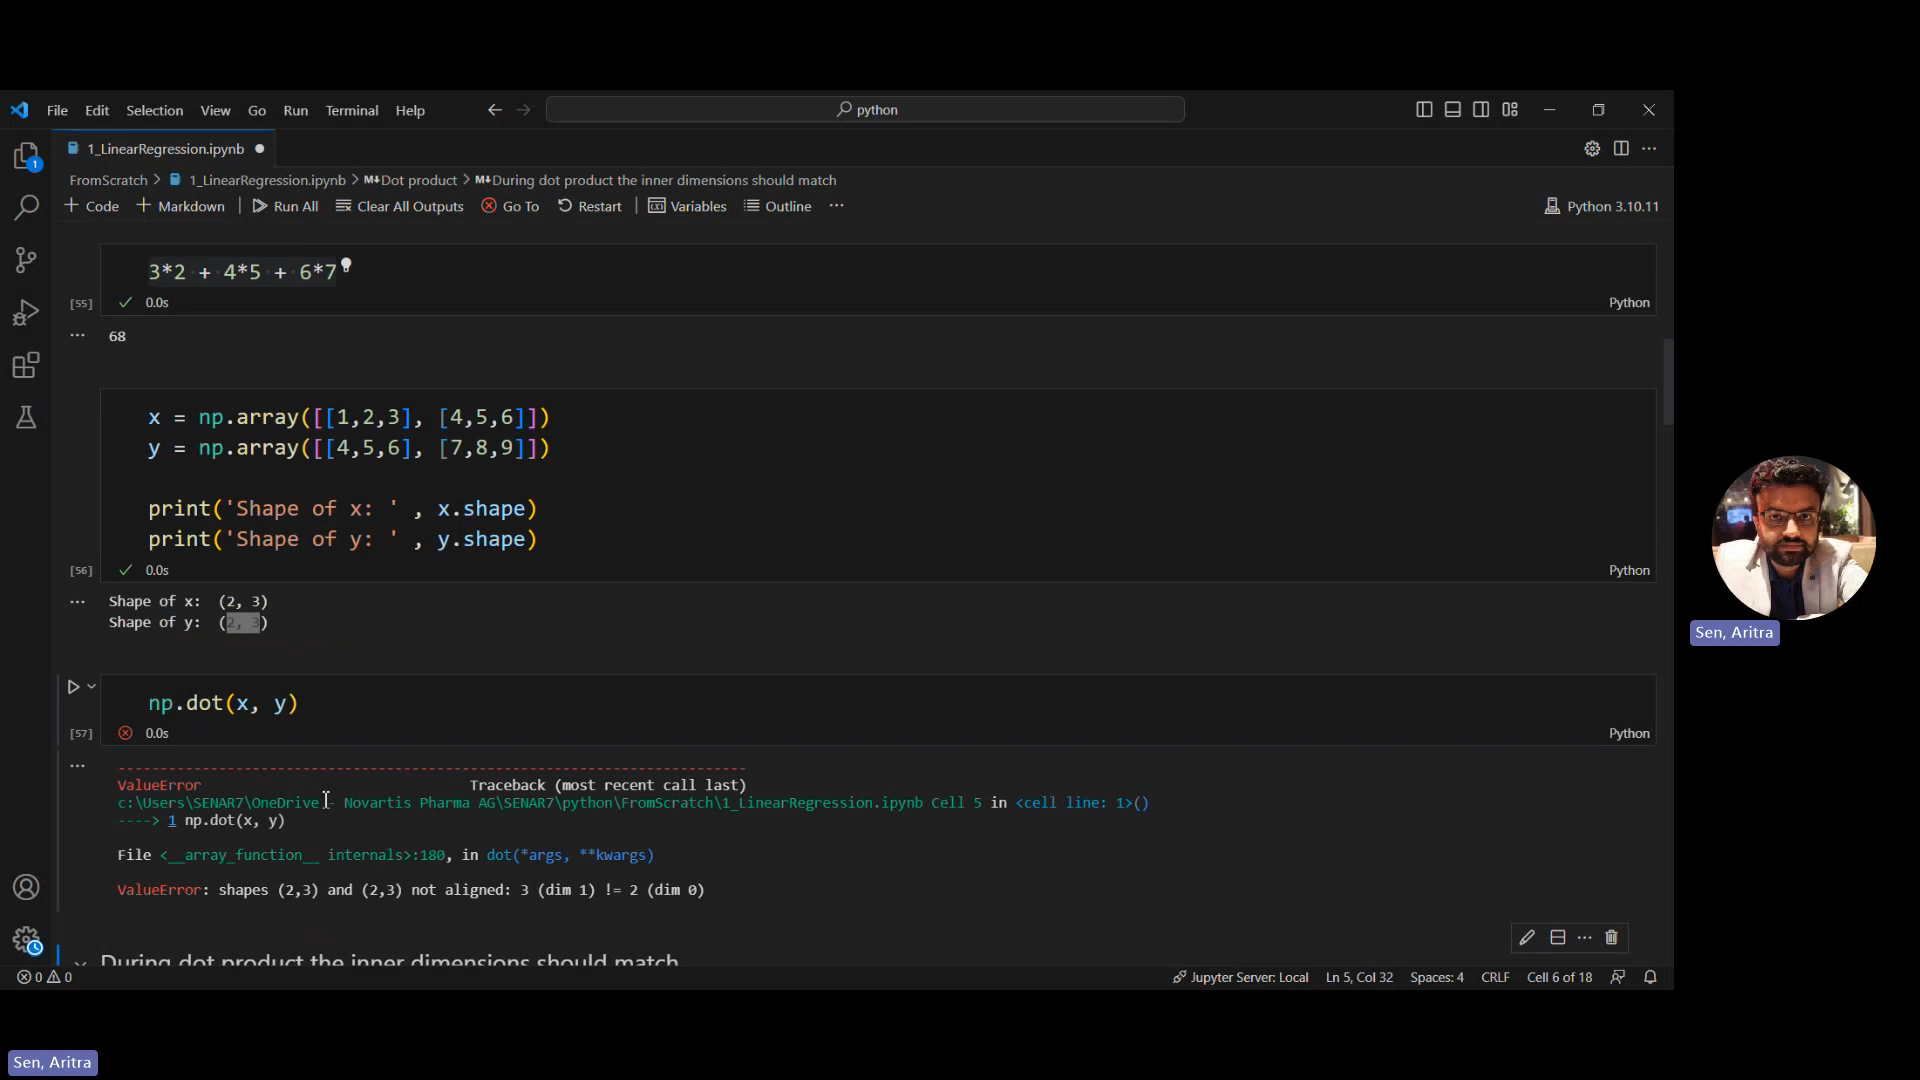 File Edit Selection View Go Run Terminal Help python
1_LinearRegression.ipynb
FromScratch > 1_LinearRegression.ipynb > M↓Dot product > M↓During dot product the inner dimensions should match
+ Code + Markdown Run All Clear All Outputs Go To Restart Variables Outline ... Python 3.10.11
3*2 + 4*5 + 6*7
[55] 0.0s Python
... 68
x = np.array([[1,2,3], [4,5,6]])
y = np.array([[4,5,6], [7,8,9]])
print('Shape of x: ' , x.shape)
print('Shape of y: ' , y.shape)
[56] 0.0s Python
... Shape of x: (2, 3)
Shape of y: (2, 3)
Sen, Aritra
np.dot(x, y)
[57] 0.0s Python
...
---------------------------------------------------------------------------
ValueError Traceback (most recent call last)
c:\Users\SENAR7\OneDrive - Novartis Pharma AG\SENAR7\python\FromScratch\1_LinearRegression.ipynb Cell 5 in <cell line: 1>()
----> 1 np.dot(x, y)
File <__array_function__ internals>:180, in dot(*args, **kwargs)
ValueError: shapes (2,3) and (2,3) not aligned: 3 (dim 1) != 2 (dim 0)
During dot product the inner dimensions should match
0 0 Jupyter Server: Local Ln 5, Col 32 Spaces: 4 CRLF Cell 6 of 18
Sen, Aritra